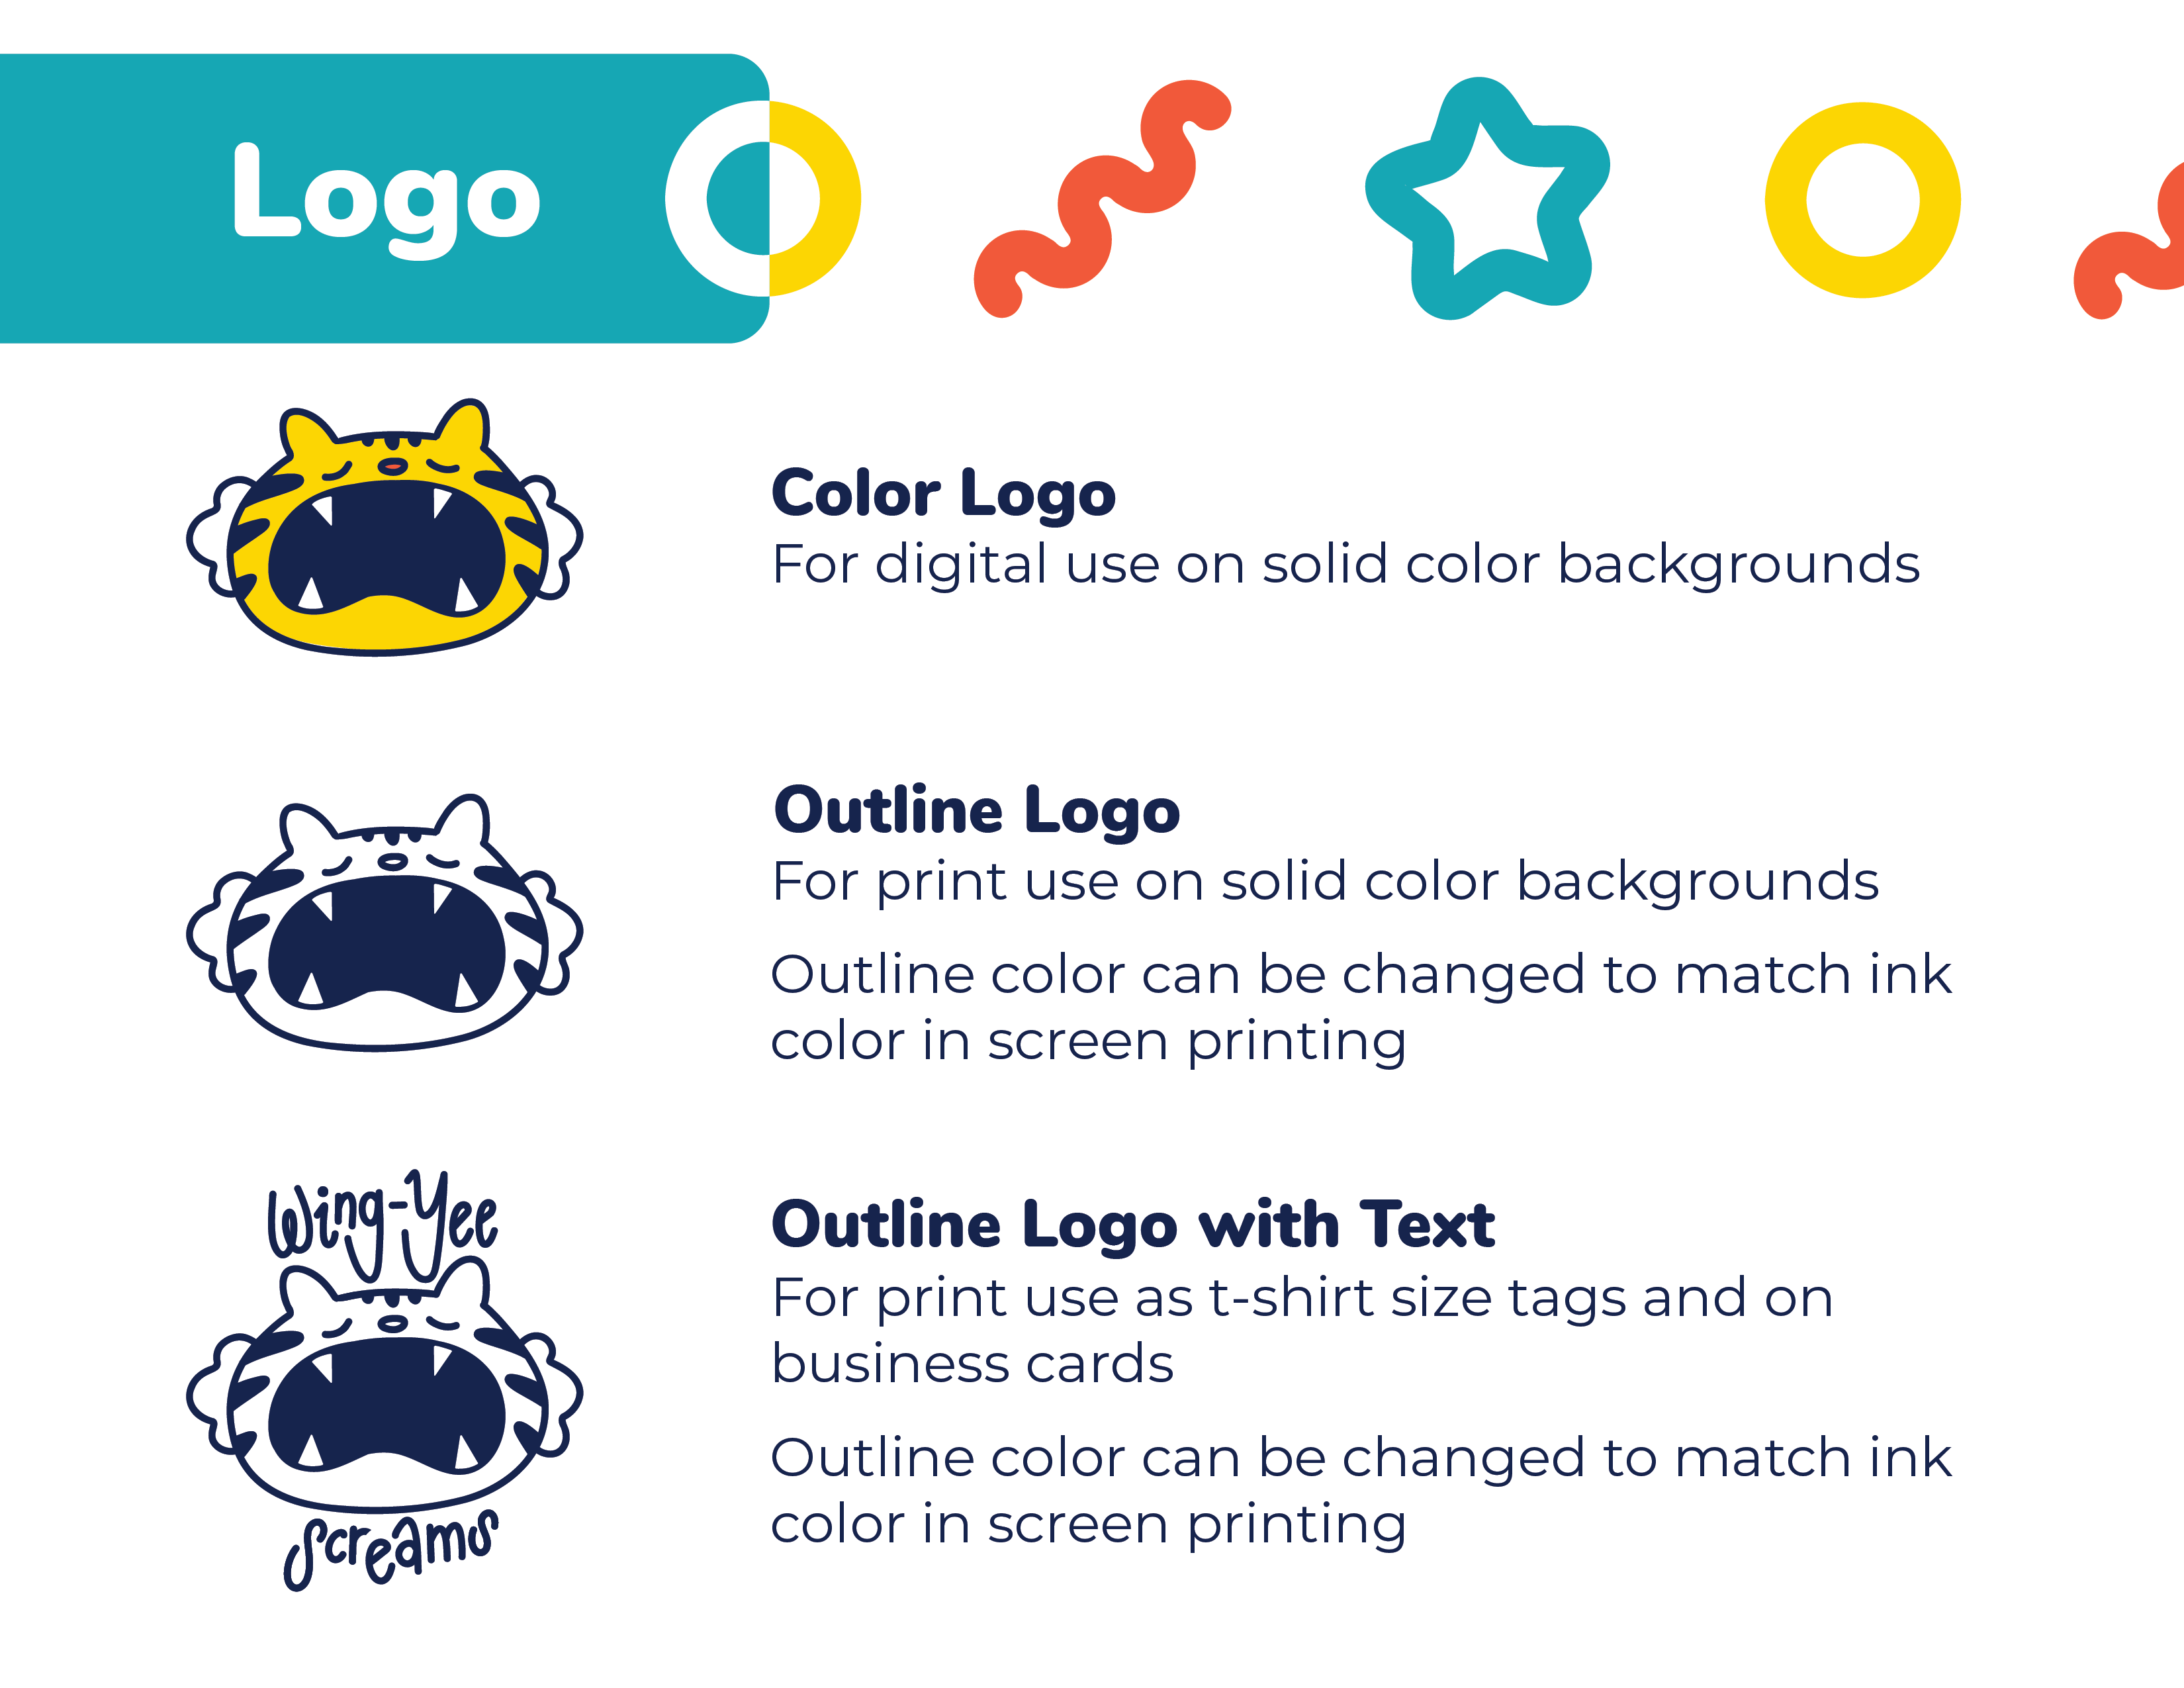 Logo
Color Logo
For digital use on solid color backgrounds
Outline Logo
For print use on solid color backgrounds
Outline color can be changed to match ink
color in screen printing
Wing-Yee
Screamo
Outline Logo with Text
For print use as t-shirt size tags and on
business cards
Outline color can be changed to match ink
color in screen printing